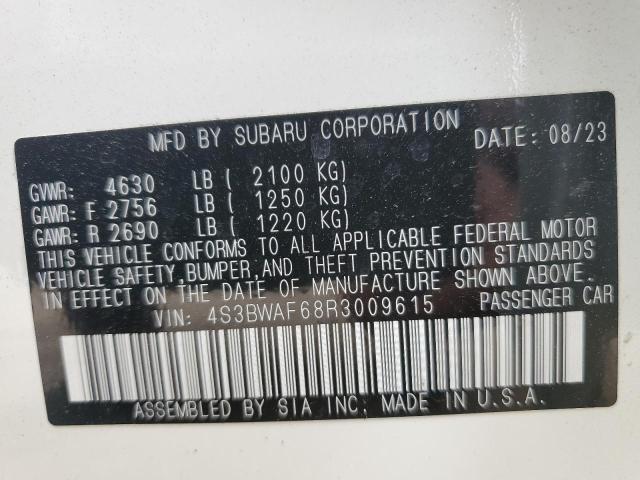 MFD BY SUBARU CORPORATION DATE: 08/23
GVWR: 4630 LB ( 2100 KG)
GAWR: F 2756 LB ( 1250 KG)
GAWR: R 2690 LB ( 1220 KG)
THIS VEHICLE CONFORMS TO ALL APPLICABLE FEDERAL MOTOR
VEHICLE SAFETY, BUMPER, AND THEFT PREVENTION STANDARDS
IN EFFECT ON THE DATE OF MANUFACTURE SHOWN ABOVE.
VIN: 4S3BWAF68R3009615 PASSENGER CAR
ASSEMBLED BY SIA INC; MADE IN U.S.A.